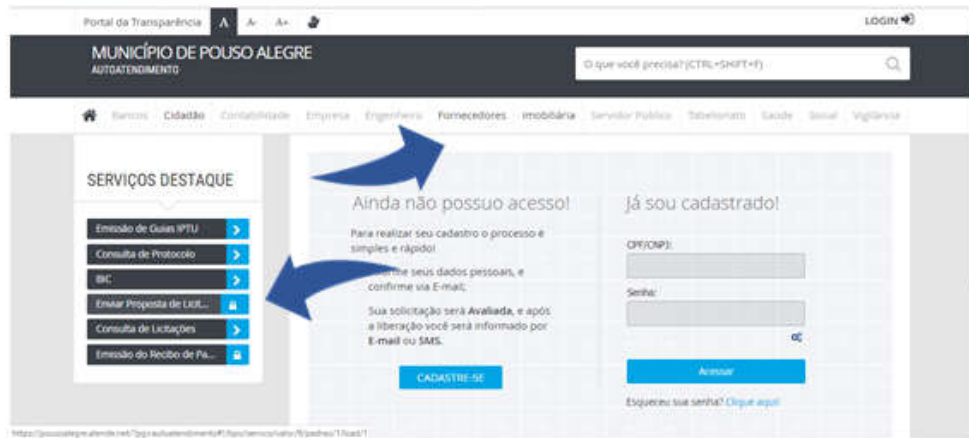 Portal da Transparência A A- A+
LOGIN
MUNICÍPIO DE POUSO ALEGRE
AUTOATENDIMENTO
O que você precisa? (CTRL+SHIFT+F)
Bancos Cidadão Contabilidade Empresa Engenheiro Fornecedores Imobiliária Servidor Público Tabelionato Saúde Social Vigilância
SERVIÇOS DESTAQUE
Emissão de Guias IPTU
Consulta de Protocolo
BIC
Enviar Proposta de Licit...
Consulta de Licitações
Emissão do Recibo de Pa...
Ainda não possuo acesso!
Para realizar seu cadastro o processo é
simples e rápido!
seus dados pessoais, e
confirme via E-mail;
Sua solicitação será Avaliada, e após
a liberação você será informado por
E-mail ou SMS.
CADASTRE-SE
Já sou cadastrado!
CPF/CNPJ:
Senha:
Acessar
Esqueceu sua senha? Clique aqui!